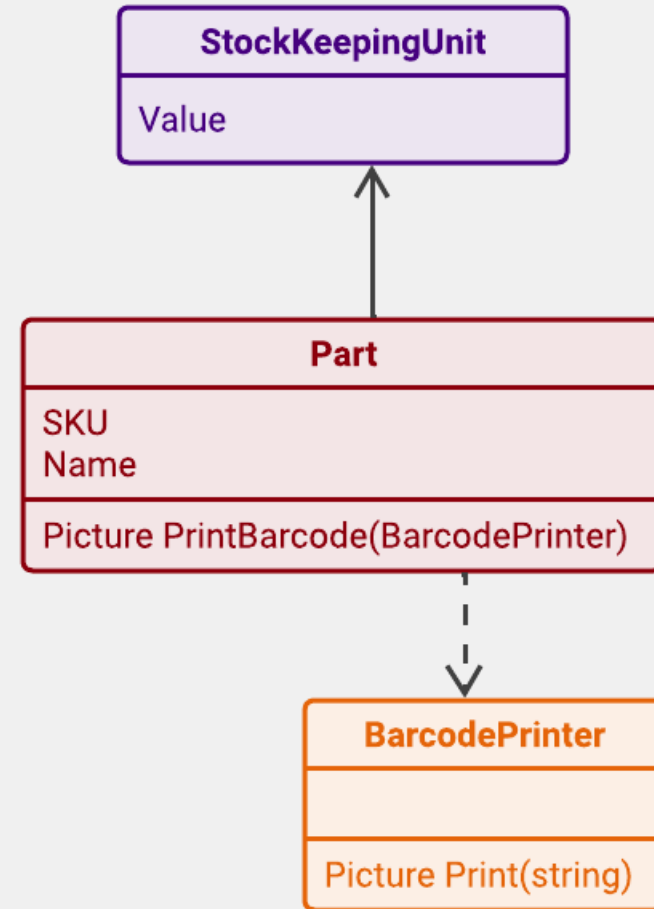 StockKeepingUnit
Value
Part
SKU
Name
Picture PrintBarcode(BarcodePrinter)
BarcodePrinter
Picture Print(string)